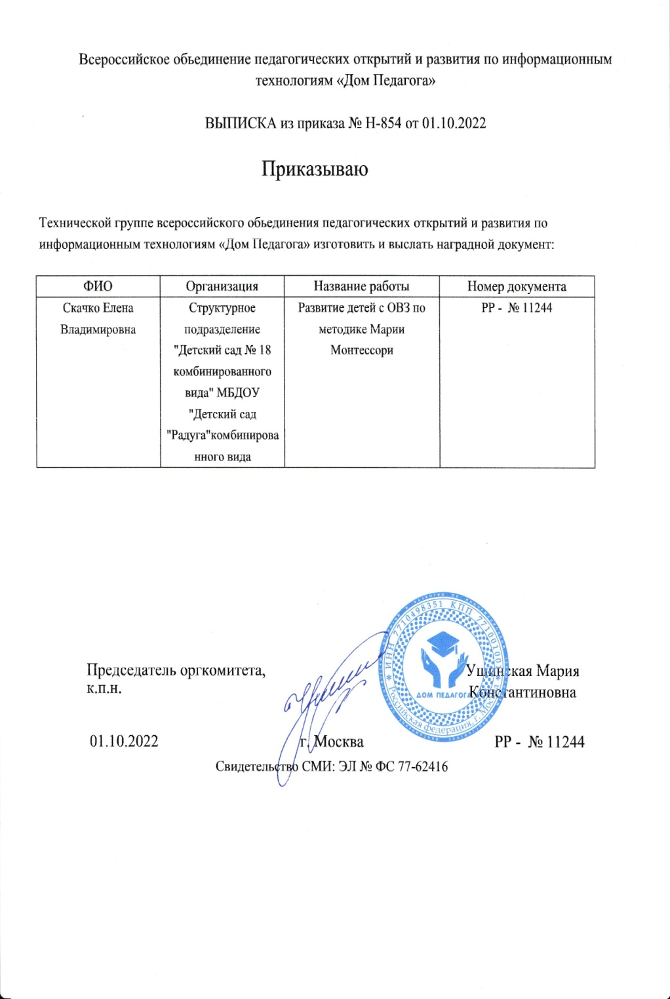 Всероссийское обьединение педагогических открытий и развития по информационным
технологиям «Дом Педагога»
ВЫПИСКА из приказа № Н-854 от 01.10.2022
Приказываю
Технической группе всероссийского обьединения педагогических открытий и развития по
информационным технологиям «Дом Педагога» изготовить и выслать наградной документ:
ФИО Организация Название работы Номер документа
Скачко Елена
Владимировна
Структурное
подразделение
"Детский сад № 18
комбинированного
вида" МБДОУ
"Детский сад
"Радуга"комбинирова
нного вида
Развитие детей с ОВЗ по
методике Марии
Монтессори
РР - № 11244
ИНН 7710498351 КПП 771001001
ДОМ ПЕДАГОГА
Российская федерация, г. Москва
Председатель оргкомитета,
к.п.н.
Ушинская Мария
Константиновна
01.10.2022 г. Москва РР - № 11244
Свидетельство СМИ: ЭЛ № ФС 77-62416